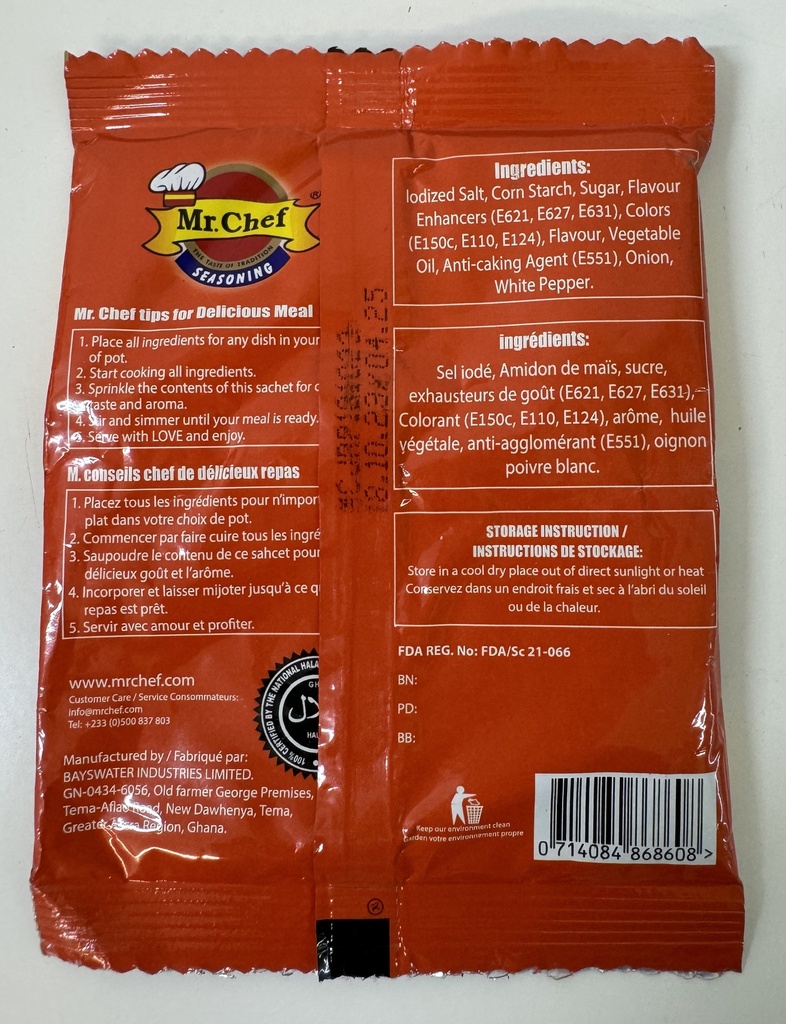 Mr. Chef ®
THE TASTE OF TRADITION
SEASONING
Mr. Chef tips for Delicious Meal
1. Place all ingredients for any dish in your
of pot.
2. Start cooking all ingredients.
3. Sprinkle the contents of this sachet for
taste and aroma.
4. Stir and simmer until your meal is ready.
5. Serve with LOVE and enjoy.
M. conseils chef de délicieux repas
1. Placez tous les ingrédients pour n'impor
plat dans votre choix de pot.
2. Commencer par faire cuire tous les ingré
3. Saupoudre le contenu de ce sahcet pour
délicieux goût et l'arôme.
4. Incorporer et laisser mijoter jusqu'à ce q
repas est prêt.
5. Servir avec amour et profiter.
www.mrchef.com
Customer Care / Service Consommateurs:
info@mrchef.com
Tel: +233 (0)500 837 803
100% CERTIFIED BY THE NATIONAL HALA
GH
HAL
Manufactured by / Fabriqué par:
BAYSWATER INDUSTRIES LIMITED.
GN-0434-6056, Old farmer George Premises,
Tema-Aflao Road, New Dawhenya, Tema,
Greater Accra Region, Ghana.
Ingredients:
Iodized Salt, Corn Starch, Sugar, Flavour
Enhancers (E621, E627, E631), Colors
(E150c, E110, E124), Flavour, Vegetable
Oil, Anti-caking Agent (E551), Onion,
White Pepper.
ingrédients:
Sel iodé, Amidon de maïs, sucre,
exhausteurs de goût (E621, E627, E631),
Colorant (E150c, E110, E124), arôme, huile
végétale, anti-agglomérant (E551), oignon
poivre blanc.
STORAGE INSTRUCTION /
INSTRUCTIONS DE STOCKAGE:
Store in a cool dry place out of direct sunlight or heat
Conservez dans un endroit frais et sec à l'abri du soleil
ou de la chaleur.
FDA REG. No: FDA/Sc 21-066
BN:
PD:
BB:
Keep our environment clean
Garden votre environnement propre
0 714084 868608 >
2